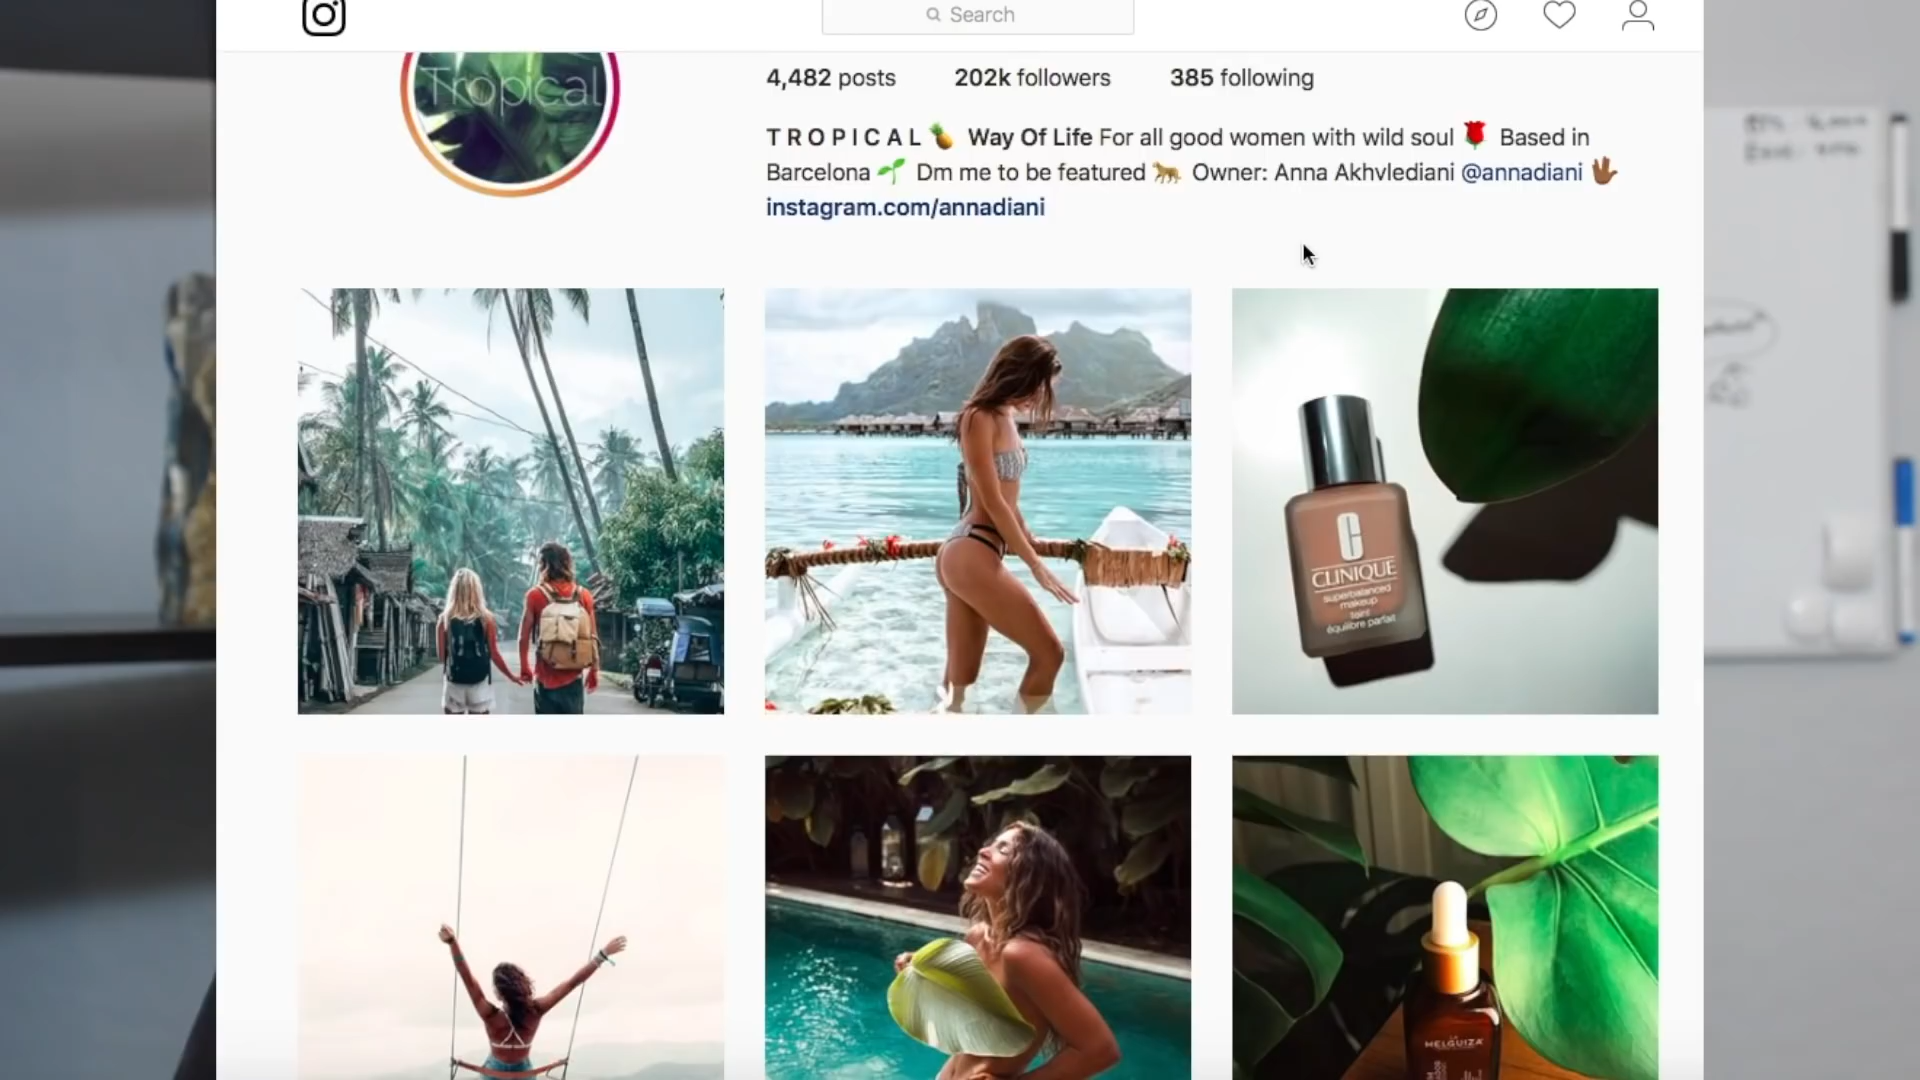 Search
Tropical
4,482 posts 202k followers 385 following
T R O P I C A L🍍 Way Of Life For all good women with wild soul 🌹 Based in
Barcelona 🌱 Dm me to be featured 🐆 Owner: Anna Akhvlediani @annadiani 🖖🏾
instagram.com/annadiani
C
CLINIQUE
superbalanced
makeup
teint
équilibre parfait
HELGUIZA